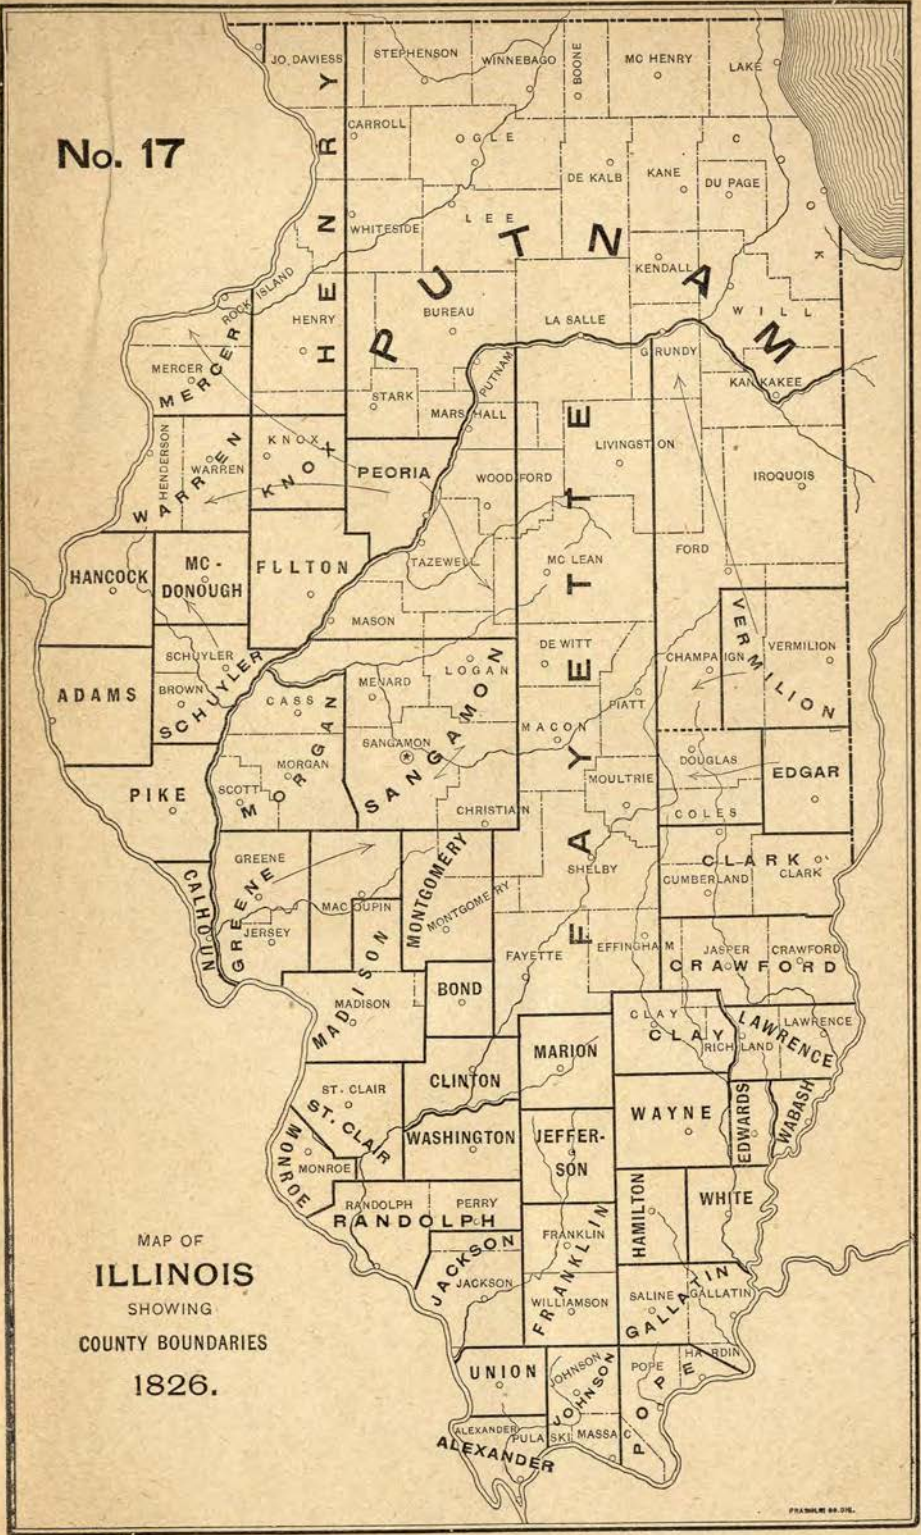 No. 17
JO. DAVIESS
STEPHENSON
WINNEBAGO
BOONE
MC HENRY
LAKE
HENRY
CARROLL
OGLE
DE KALB
KANE
DU PAGE
COOK
WHITESIDE
LEE
PUTNAM
KENDALL
ROCK ISLAND
HENRY
BUREAU
LA SALLE
WILL
GRUNDY
MERCER
MERCER
PUTNAM
STARK
MARSHALL
KANKAKEE
HENDERSON
WARREN
WARREN
KNOX
KNOX
PEORIA
WOODFORD
LIVINGSTON
IROQUOIS
FAYETTE
HANCOCK
MC-
DONOUGH
FLLTON
TAZEWELL
MC LEAN
FORD
MASON
SCHUYLER
SCHUYLER
LOGAN
DE WITT
CHAMPAIGN
VERMILION
VERMILION
ADAMS
BROWN
CASS
MENARD
SANGAMON
SANGAMON
MACON
PIATT
PIKE
SCOTT
MORGAN
MORGAN
CHRISTIAN
MOULTRIE
DOUGLAS
EDGAR
COLES
CALHOUN
GREENE
GREENE
JERSEY
MACOUPIN
MONTGOMERY
MONTGOMERY
SHELBY
CUMBERLAND
CLARK
CLARK
MADISON
MADISON
BOND
FAYETTE
EFFINGHAM
JASPER
CRAWFORD
CRAWFORD
CLAY
CLAY
RICHLAND
LAWRENCE
LAWRENCE
ST. CLAIR
ST. CLAIR
CLINTON
MARION
WAYNE
EDWARDS
WABASH
MONROE
MONROE
WASHINGTON
JEFFER-
SON
RANDOLPH
PERRY
RANDOLPH
HAMILTON
WHITE
JACKSON
JACKSON
FRANKLIN
FRANKLIN
WILLIAMSON
SALINE
GALLATIN
GALLATIN
UNION
JOHNSON
JOHNSON
POPE
POPE
HARDIN
ALEXANDER
ALEXANDER
PULASKI
MASSAC
MAP OF
ILLINOIS
SHOWING
COUNTY BOUNDARIES
1826.